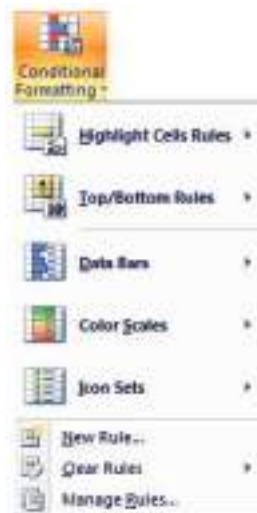 Conditional
Formatting
Highlight Cells Rules
Top/Bottom Rules
Data Bars
Color Scales
Icon Sets
New Rule...
Clear Rules
Manage Rules...